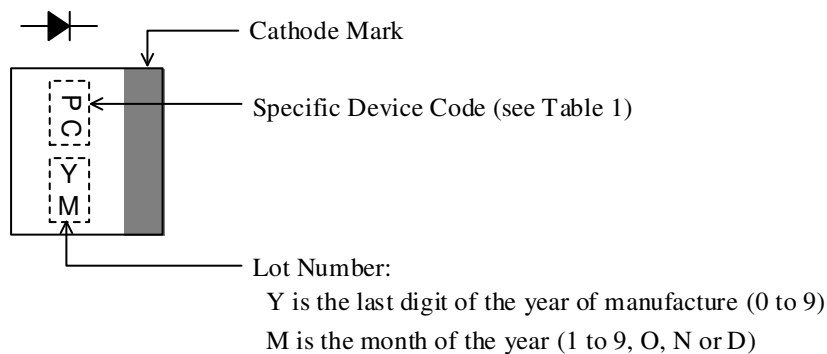 Cathode Mark
P
C
Specific Device Code (see Table 1)
Y
M
Lot Number:
Y is the last digit of the year of manufacture (0 to 9)
M is the month of the year (1 to 9, O, N or D)